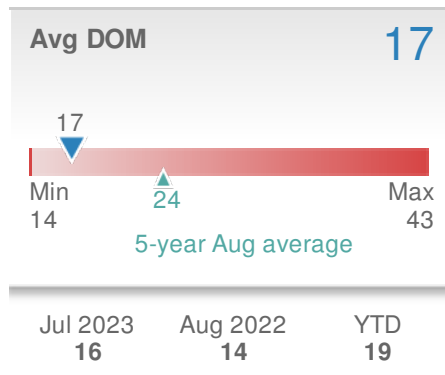 Avg DOM 17
17
Min 24 Max
14 43
5-year Aug average
Jul 2023 Aug 2022 YTD
16 14 19